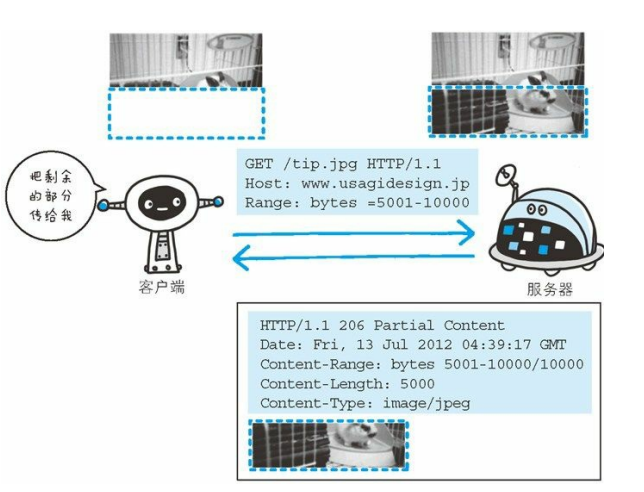 GET /tip.jpg HTTP/1.1
Host: www.usagidesign.jp
Range: bytes =5001-10000
把剩余
的部分
传给我
客户端
服务器
HTTP/1.1 206 Partial Content
Date: Fri, 13 Jul 2012 04:39:17 GMT
Content-Range: bytes 5001-10000/10000
Content-Length: 5000
Content-Type: image/jpeg